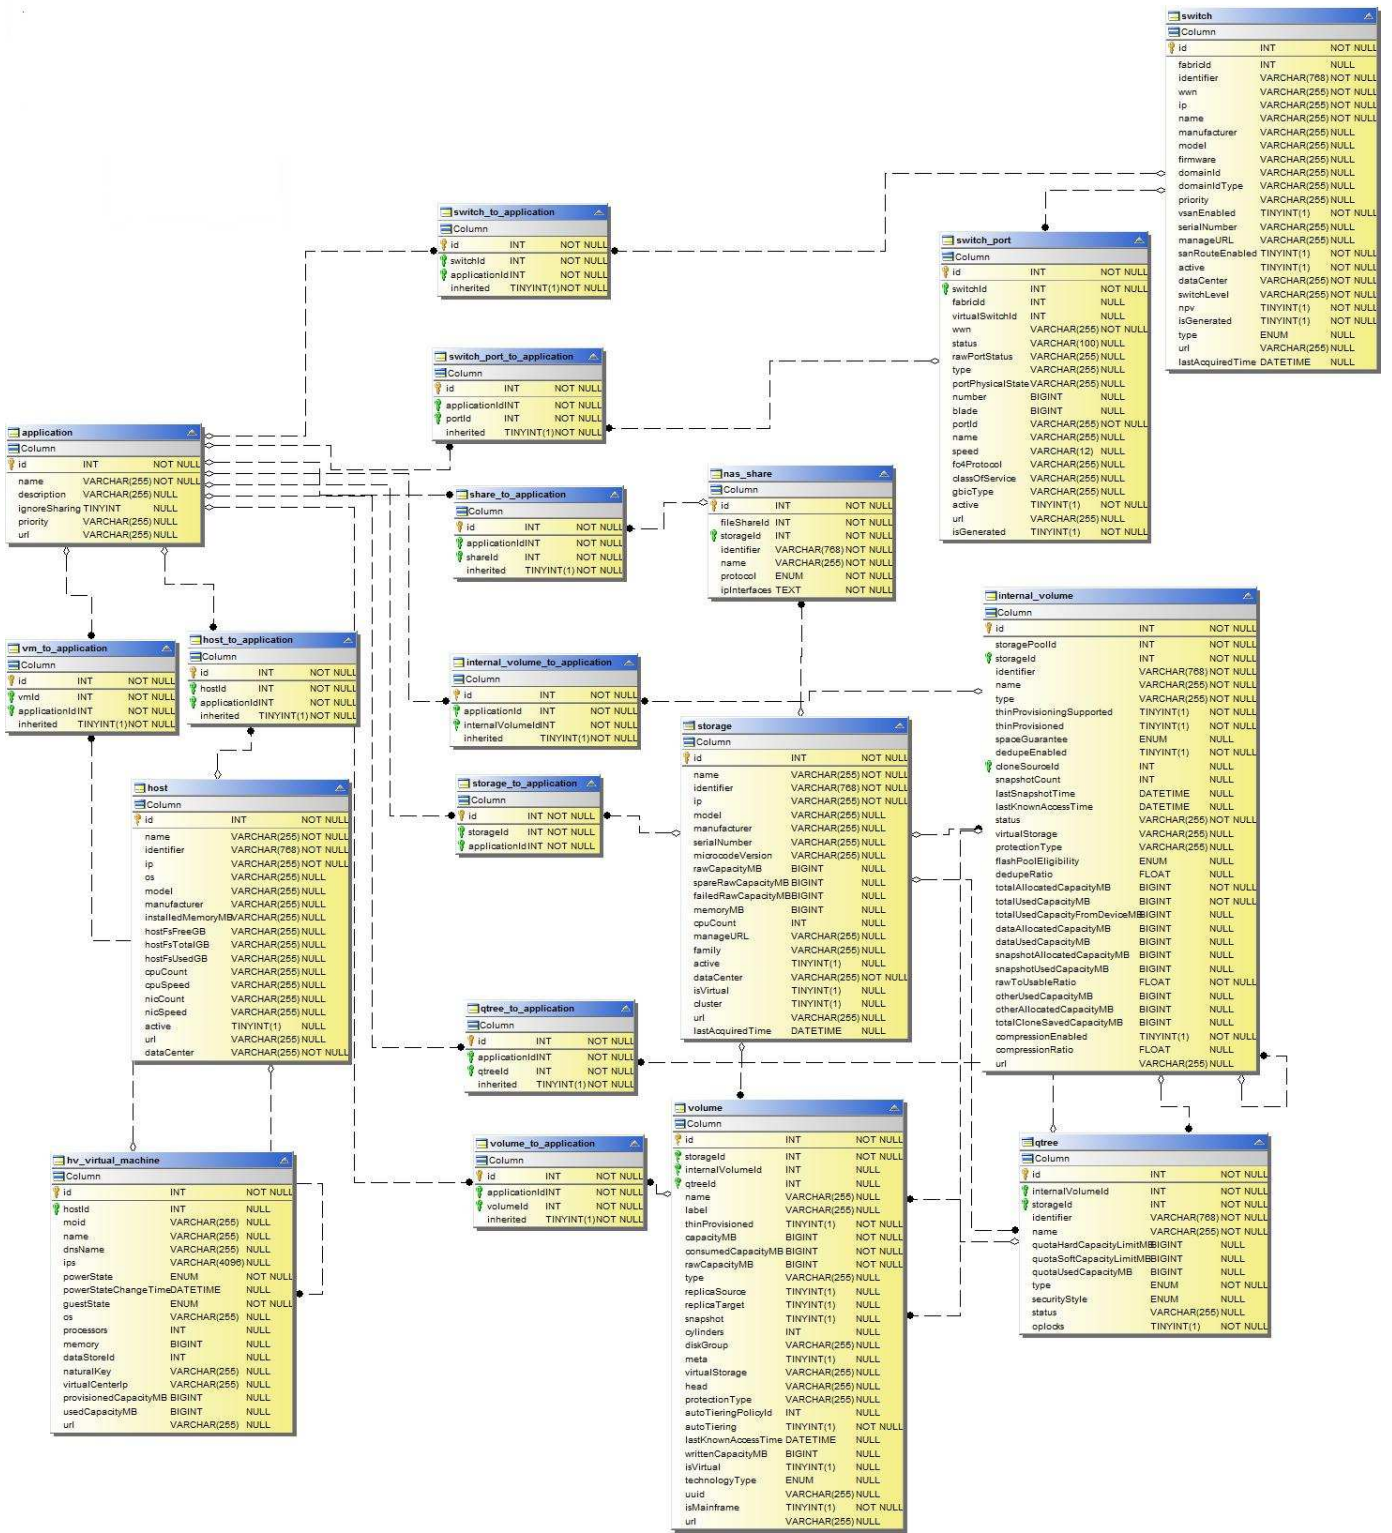 switch
Column
id INT NOT NULL
fabricId INT NULL
identifier VARCHAR(768) NOT NULL
wwn VARCHAR(255) NOT NULL
ip VARCHAR(255) NOT NULL
name VARCHAR(255) NOT NULL
manufacturer VARCHAR(255) NULL
model VARCHAR(255) NULL
firmware VARCHAR(255) NULL
domainId VARCHAR(255) NULL
domainIdType VARCHAR(255) NULL
priority VARCHAR(255) NULL
vsanEnabled TINYINT(1) NOT NULL
serialNumber VARCHAR(255) NULL
manageURL VARCHAR(255) NULL
sanRouteEnabled TINYINT(1) NOT NULL
active TINYINT(1) NOT NULL
dataCenter VARCHAR(255) NOT NULL
switchLevel VARCHAR(255) NOT NULL
npv TINYINT(1) NOT NULL
isGenerated TINYINT(1) NOT NULL
type ENUM NULL
url VARCHAR(255) NULL
lastAcquiredTime DATETIME NULL
switch_to_application
Column
id INT NOT NULL
switchId INT NOT NULL
applicationId INT NOT NULL
inherited TINYINT(1) NOT NULL
switch_port
Column
id INT NOT NULL
switchId INT NOT NULL
fabricId INT NULL
virtualSwitchId INT NULL
wwn VARCHAR(255) NOT NULL
status VARCHAR(100) NULL
rawPortStatus VARCHAR(255) NULL
type VARCHAR(255) NULL
portPhysicalState VARCHAR(255) NULL
number BIGINT NULL
blade BIGINT NULL
portId VARCHAR(255) NOT NULL
name VARCHAR(255) NULL
speed VARCHAR(12) NULL
fc4Protocol VARCHAR(255) NULL
classOfService VARCHAR(255) NULL
gbicType VARCHAR(255) NULL
active TINYINT(1) NOT NULL
url VARCHAR(255) NULL
isGenerated TINYINT(1) NOT NULL
switch_port_to_application
Column
id INT NOT NULL
applicationId INT NOT NULL
portId INT NOT NULL
inherited TINYINT(1) NOT NULL
application
Column
id INT NOT NULL
name VARCHAR(255) NOT NULL
description VARCHAR(255) NULL
ignoreSharing TINYINT NULL
priority VARCHAR(255) NULL
url VARCHAR(255) NULL
share_to_application
Column
id INT NOT NULL
applicationId INT NOT NULL
shareId INT NOT NULL
inherited TINYINT(1) NOT NULL
nas_share
Column
id INT NOT NULL
fileShareId INT NOT NULL
storageId INT NOT NULL
identifier VARCHAR(768) NOT NULL
name VARCHAR(255) NOT NULL
protocol ENUM NOT NULL
ipInterfaces TEXT NOT NULL
internal_volume
Column
id INT NOT NULL
storagePoolId INT NOT NULL
storageId INT NOT NULL
identifier VARCHAR(768) NOT NULL
name VARCHAR(255) NOT NULL
type VARCHAR(255) NOT NULL
thinProvisioningSupported TINYINT(1) NOT NULL
thinProvisioned TINYINT(1) NOT NULL
spaceGuarantee ENUM NULL
dedupeEnabled TINYINT(1) NOT NULL
cloneSourceId INT NULL
snapshotCount INT NULL
lastSnapshotTime DATETIME NULL
lastKnownAccessTime DATETIME NULL
status VARCHAR(255) NOT NULL
virtualStorage VARCHAR(255) NULL
protectionType VARCHAR(255) NULL
flashPoolEligibility ENUM NULL
dedupeRatio FLOAT NULL
totalAllocatedCapacityMB BIGINT NOT NULL
totalUsedCapacityMB BIGINT NOT NULL
totalUsedCapacityFromDeviceMB BIGINT NULL
dataAllocatedCapacityMB BIGINT NULL
dataUsedCapacityMB BIGINT NULL
snapshotAllocatedCapacityMB BIGINT NULL
snapshotUsedCapacityMB BIGINT NULL
rawToUsableRatio FLOAT NOT NULL
otherUsedCapacityMB BIGINT NULL
otherAllocatedCapacityMB BIGINT NULL
totalCloneSavedCapacityMB BIGINT NULL
compressionEnabled TINYINT(1) NOT NULL
compressionRatio FLOAT NULL
url VARCHAR(255) NULL
vm_to_application
Column
id INT NOT NULL
vmId INT NOT NULL
applicationId INT NOT NULL
inherited TINYINT(1) NOT NULL
host_to_application
Column
id INT NOT NULL
hostId INT NOT NULL
applicationId INT NOT NULL
inherited TINYINT(1) NOT NULL
internal_volume_to_application
Column
id INT NOT NULL
applicationId INT NOT NULL
internalVolumeId INT NOT NULL
inherited TINYINT(1) NOT NULL
storage
Column
id INT NOT NULL
name VARCHAR(255) NOT NULL
identifier VARCHAR(768) NOT NULL
ip VARCHAR(255) NOT NULL
model VARCHAR(255) NULL
manufacturer VARCHAR(255) NULL
serialNumber VARCHAR(255) NULL
microcodeVersion VARCHAR(255) NULL
rawCapacityMB BIGINT NULL
spareRawCapacityMB BIGINT NULL
failedRawCapacityMB BIGINT NULL
memoryMB BIGINT NULL
cpuCount INT NULL
manageURL VARCHAR(255) NULL
family VARCHAR(255) NULL
active TINYINT(1) NULL
dataCenter VARCHAR(255) NOT NULL
isVirtual TINYINT(1) NULL
cluster TINYINT(1) NULL
url VARCHAR(255) NULL
lastAcquiredTime DATETIME NULL
storage_to_application
Column
id INT NOT NULL
storageId INT NOT NULL
applicationId INT NOT NULL
host
Column
id INT NOT NULL
name VARCHAR(255) NOT NULL
identifier VARCHAR(768) NOT NULL
ip VARCHAR(255) NOT NULL
os VARCHAR(255) NULL
model VARCHAR(255) NULL
manufacturer VARCHAR(255) NULL
installedMemoryMB VARCHAR(255) NULL
hostFsFreeGB VARCHAR(255) NULL
hostFsTotalGB VARCHAR(255) NULL
hostFsUsedGB VARCHAR(255) NULL
cpuCount VARCHAR(255) NULL
cpuSpeed VARCHAR(255) NULL
nicCount VARCHAR(255) NULL
nicSpeed VARCHAR(255) NULL
active TINYINT(1) NULL
url VARCHAR(255) NULL
dataCenter VARCHAR(255) NOT NULL
qtree_to_application
Column
id INT NOT NULL
applicationId INT NOT NULL
qtreeId INT NOT NULL
inherited TINYINT(1) NOT NULL
volume
Column
id INT NOT NULL
storageId INT NOT NULL
internalVolumeId INT NULL
qtreeId INT NULL
name VARCHAR(255) NULL
label VARCHAR(255) NULL
thinProvisioned TINYINT(1) NOT NULL
capacityMB BIGINT NOT NULL
consumedCapacityMB BIGINT NOT NULL
rawCapacityMB BIGINT NOT NULL
type VARCHAR(255) NULL
replicaSource TINYINT(1) NULL
replicaTarget TINYINT(1) NULL
snapshot TINYINT(1) NULL
cylinders INT NULL
diskGroup VARCHAR(255) NULL
meta TINYINT(1) NULL
virtualStorage VARCHAR(255) NULL
head VARCHAR(255) NULL
protectionType VARCHAR(255) NULL
autoTieringPolicyId INT NULL
autoTiering TINYINT(1) NOT NULL
lastKnownAccessTime DATETIME NULL
writtenCapacityMB BIGINT NULL
isVirtual TINYINT(1) NULL
technologyType ENUM NULL
uuid VARCHAR(255) NULL
isMainframe TINYINT(1) NOT NULL
url VARCHAR(255) NULL
volume_to_application
Column
id INT NOT NULL
applicationId INT NOT NULL
volumeId INT NOT NULL
inherited TINYINT(1) NOT NULL
qtree
Column
id INT NOT NULL
internalVolumeId INT NOT NULL
storageId INT NOT NULL
identifier VARCHAR(768) NOT NULL
name VARCHAR(255) NOT NULL
quotaHardCapacityLimitMB BIGINT NULL
quotaSoftCapacityLimitMB BIGINT NULL
quotaUsedCapacityMB BIGINT NULL
type ENUM NOT NULL
securityStyle ENUM NULL
status VARCHAR(255) NULL
oplocks TINYINT(1) NOT NULL
hv_virtual_machine
Column
id INT NOT NULL
hostId INT NULL
moid VARCHAR(255) NULL
name VARCHAR(255) NULL
dnsName VARCHAR(255) NULL
ips VARCHAR(4096) NULL
powerState ENUM NOT NULL
powerStateChangeTime DATETIME NULL
guestState ENUM NOT NULL
os VARCHAR(255) NULL
processors INT NULL
memory BIGINT NULL
dataStoreId INT NULL
naturalKey VARCHAR(255) NULL
virtualCenterIp VARCHAR(255) NULL
provisionedCapacityMB BIGINT NULL
usedCapacityMB BIGINT NULL
url VARCHAR(255) NULL